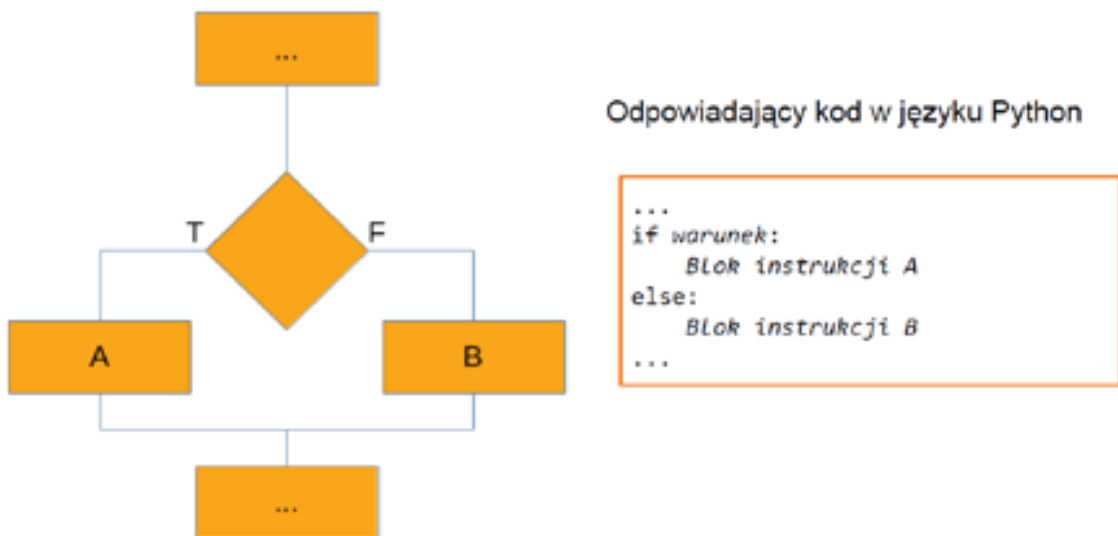 ...
Odpowiadający kod w języku Python
T
F
A
B
...
...
if warunek:
Blok instrukcji A
else:
Blok instrukcji B
...